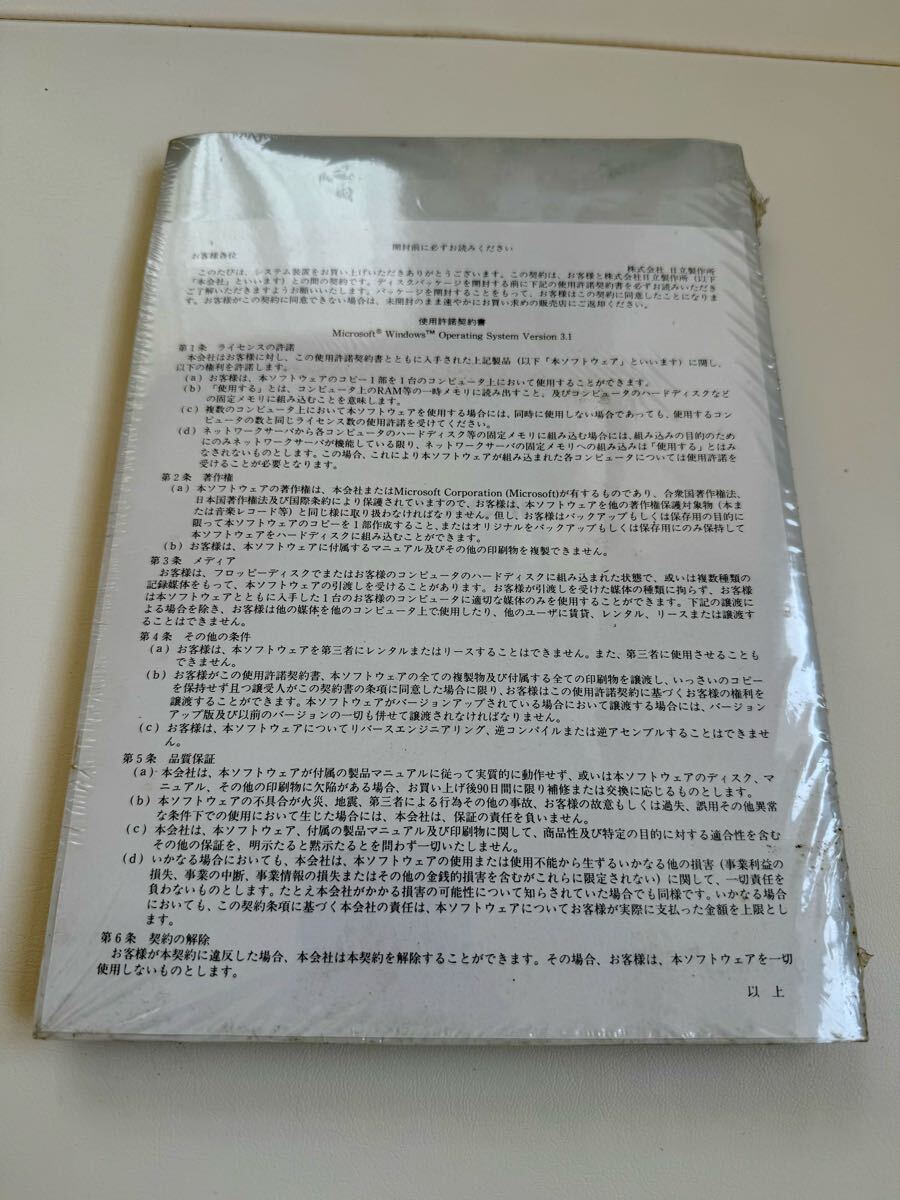 開封前に必ずお読みください
お客様各位
株式会社 日立製作所
このたびは、システム装置をお買い上げいただきありがとうございます。この契約は、お客様と株式会社日立製作所（以下
「本会社」といいます）との間の契約です。ディスクパッケージを開封する前に下記の使用許諾契約書を必ずお読みいただき
ご了解いただきますようお願いいたします。パッケージを開封することをもって、お客様はこの契約に同意したことになりま
す。お客様がこの契約に同意できない場合は、未開封のまま速やかにお買い求めの販売店にご返却ください。
使用許諾契約書
Microsoft® Windows™ Operating System Version 3.1
第1条 ライセンスの許諾
本会社はお客様に対し、この使用許諾契約書とともに入手された上記製品（以下「本ソフトウェア」といいます）に関し、
以下の権利を許諾します。
(a) お客様は、本ソフトウェアのコピー1部を1台のコンピュータ上において使用することができます。
(b) 「使用する」とは、コンピュータ上のRAM等の一時メモリに読み出すこと、及びコンピュータのハードディスクなど
の固定メモリに組み込むことを意味します。
(c) 複数のコンピュータ上において本ソフトウェアを使用する場合には、同時に使用しない場合であっても、使用するコン
ピュータの数と同じライセンス数の使用許諾を受けてください。
(d) ネットワークサーバから各コンピュータのハードディスク等の固定メモリに組み込む場合には、組み込みの目的のため
にのみネットワークサーバが機能している限り、ネットワークサーバの固定メモリへの組み込みは「使用する」とはみ
なされないものとします。この場合、これにより本ソフトウェアが組み込まれた各コンピュータについては使用許諾を
受けることが必要となります。
第2条 著作権
(a) 本ソフトウェアの著作権は、本会社またはMicrosoft Corporation (Microsoft)が有するものであり、合衆国著作権法、
日本国著作権法及び国際条約により保護されていますので、お客様は、本ソフトウェアを他の著作権保護対象物（本ま
たは音楽レコード等）と同じ様に取り扱わなければなりません。但し、お客様はバックアップもしくは保存用の目的に
限って本ソフトウェアのコピーを1部作成すること、またはオリジナルをバックアップもしくは保存用にのみ保持して
本ソフトウェアをハードディスクに組み込むことができます。
(b) お客様は、本ソフトウェアに付属するマニュアル及びその他の印刷物を複製できません。
第3条 メディア
お客様は、フロッピーディスクでまたはお客様のコンピュータのハードディスクに組み込まれた状態で、或いは複数種類の
記録媒体をもって、本ソフトウェアの引渡しを受けることがあります。お客様が引渡しを受けた媒体の種類に拘らず、お客様
は本ソフトウェアとともに入手した1台のお客様のコンピュータに適切な媒体のみを使用することができます。下記の譲渡に
よる場合を除き、お客様は他の媒体を他のコンピュータ上で使用したり、他のユーザに賃貸、レンタル、リースまたは譲渡す
ることはできません。
第4条 その他の条件
(a) お客様は、本ソフトウェアを第三者にレンタルまたはリースすることはできません。また、第三者に使用させることも
できません。
(b) お客様がこの使用許諾契約書、本ソフトウェアの全ての複製物及び付属する全ての印刷物を譲渡し、いっさいのコピー
を保持せず且つ譲受人がこの契約書の条項に同意した場合に限り、お客様はこの使用許諾契約に基づくお客様の権利を
譲渡することができます。本ソフトウェアがバージョンアップされている場合において譲渡する場合には、バージョン
アップ版及び以前のバージョンの一切も併せて譲渡されなければなりません。
(c) お客様は、本ソフトウェアについてリバースエンジニアリング、逆コンパイルまたは逆アセンブルすることはできませ
ん。
第5条 品質保証
(a) 本会社は、本ソフトウェアが付属の製品マニュアルに従って実質的に動作せず、或いは本ソフトウェアのディスク、マ
ニュアル、その他の印刷物に欠陥がある場合、お買い上げ後90日間に限り補修または交換に応じるものとします。
(b) 本ソフトウェアの不具合が火災、地震、第三者による行為その他の事故、お客様の故意もしくは過失、誤用その他異常
な条件下での使用において生じた場合には、本会社は、保証の責任を負いません。
(c) 本会社は、本ソフトウェア、付属の製品マニュアル及び印刷物に関して、商品性及び特定の目的に対する適合性を含む
その他の保証を、明示たると黙示たるとを問わず一切いたしません。
(d) いかなる場合においても、本会社は、本ソフトウェアの使用または使用不能から生ずるいかなる他の損害（事業利益の
損失、事業の中断、事業情報の損失またはその他の金銭的損害を含むがこれらに限定されない）に関して、一切責任を
負わないものとします。たとえ本会社がかかる損害の可能性について知らされていた場合でも同様です。いかなる場合
においても、この契約条項に基づく本会社の責任は、本ソフトウェアについてお客様が実際に支払った金額を上限とし
ます。
第6条 契約の解除
お客様が本契約に違反した場合、本会社は本契約を解除することができます。その場合、お客様は、本ソフトウェアを一切
使用しないものとします。
以 上